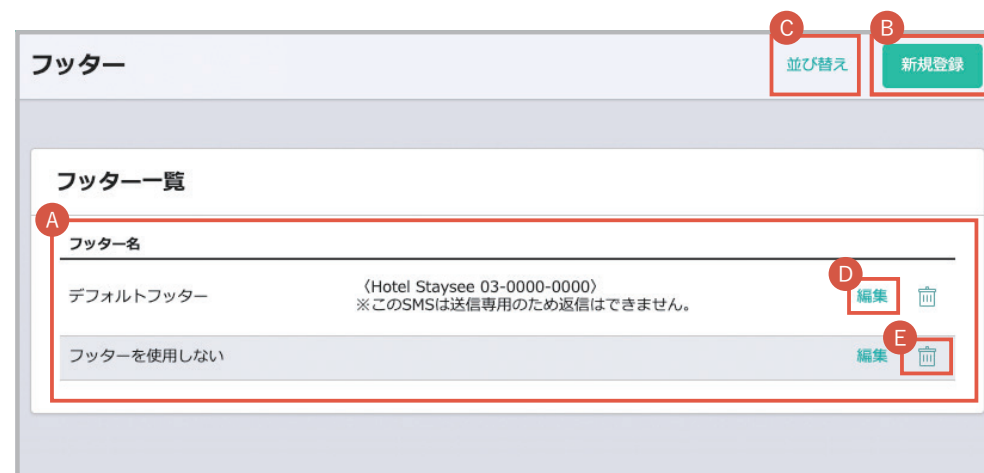 C
B
フッター
並び替え
新規登録
フッター一覧
A
フッター名
デフォルトフッター
〈Hotel Staysee 03-0000-0000〉
※このSMSは送信専用のため返信はできません。
D
編集
フッターを使用しない
編集
E